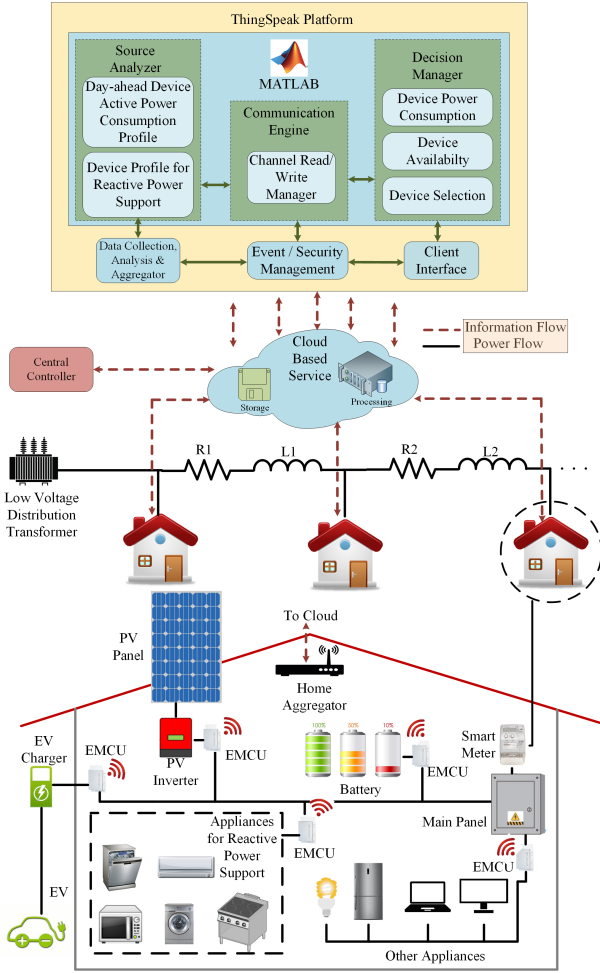 ThingSpeak Platform
Source
Analyzer
Day-ahead Device
Active Power
Consumption
Profile
Device Profile for
Reactive Power
Support
MATLAB
Communication
Engine
Channel Read/
Write
Manager
Decision
Manager
Device Power
Consumption
Device
Availabilty
Device Selection
Data Collection,
Analysis &
Aggregator
Event / Security
Management
Client
Interface
Information Flow
Power Flow
Central
Controller
Cloud
Based
Service
Storage
Processing
R1
L1
R2
L2
. . .
Low Voltage
Distribution
Transformer
PV
Panel
To Cloud
Home
Aggregator
EV
Charger
EMCU
PV
Inverter
EMCU
100%
50%
10%
Battery
EMCU
Smart
Meter
Main Panel
Appliances
for Reactive
Power
Support
EMCU
EMCU
EV
Other Appliances